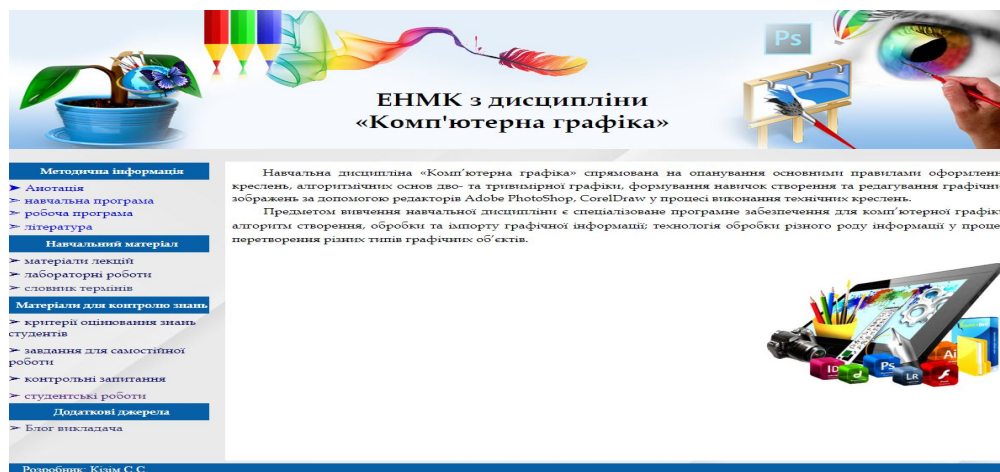 Ps
ЕНМК з дисципліни
«Комп'ютерна графіка»
Методична інформація
➤ Анотація
➤ навчальна програма
➤ робоча програма
➤ література
Навчальний матеріал
➤ матеріали лекцій
➤ лабораторні роботи
➤ словник термінів
Матеріали для контролю знань
➤ критерії оцінювання знань
студентів
➤ завдання для самостійної
роботи
➤ контрольні запитання
➤ студентські роботи
Додаткові джерела
➤ Блог викладача
Навчальна дисципліна «Комп'ютерна графіка» спрямована на опанування основними правилами оформлен
креслень, алгоритмічних основ дво- та тривимірної графіки, формування навичок створення та редагування графічни
зображень за допомогою редакторів Adobe PhotoShop, CorelDraw у процесі виконання технічних креслень.
Предметом вивчення навчальної дисципліни є спеціалізоване програмне забезпечення для комп'ютерної графік
алгоритм створення, обробки та імпорту графічної інформації; технологія обробки різного роду інформації у проце
перетворення різних типів графічних об'єктів.
Ai
ID
d
Ps
LR
Розробник: Кізім С.С.